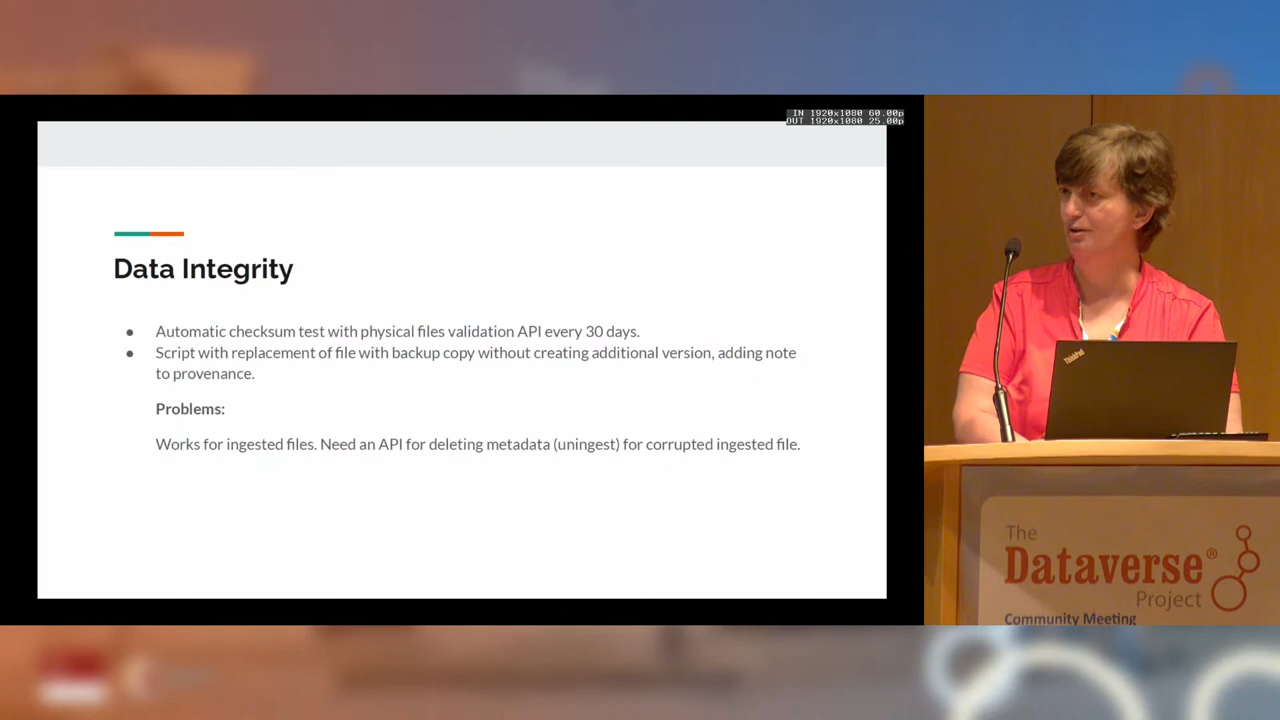 IN 1920x1080 60.00p
OUT 1920x1080 25.00p
Data Integrity
● Automatic checksum test with physical files validation API every 30 days.
● Script with replacement of file with backup copy without creating additional version, adding note
to provenance.
Problems:
Works for ingested files. Need an API for deleting metadata (uningest) for corrupted ingested file.
ThinkPad
The
Dataverse®
Project
Community Meeting